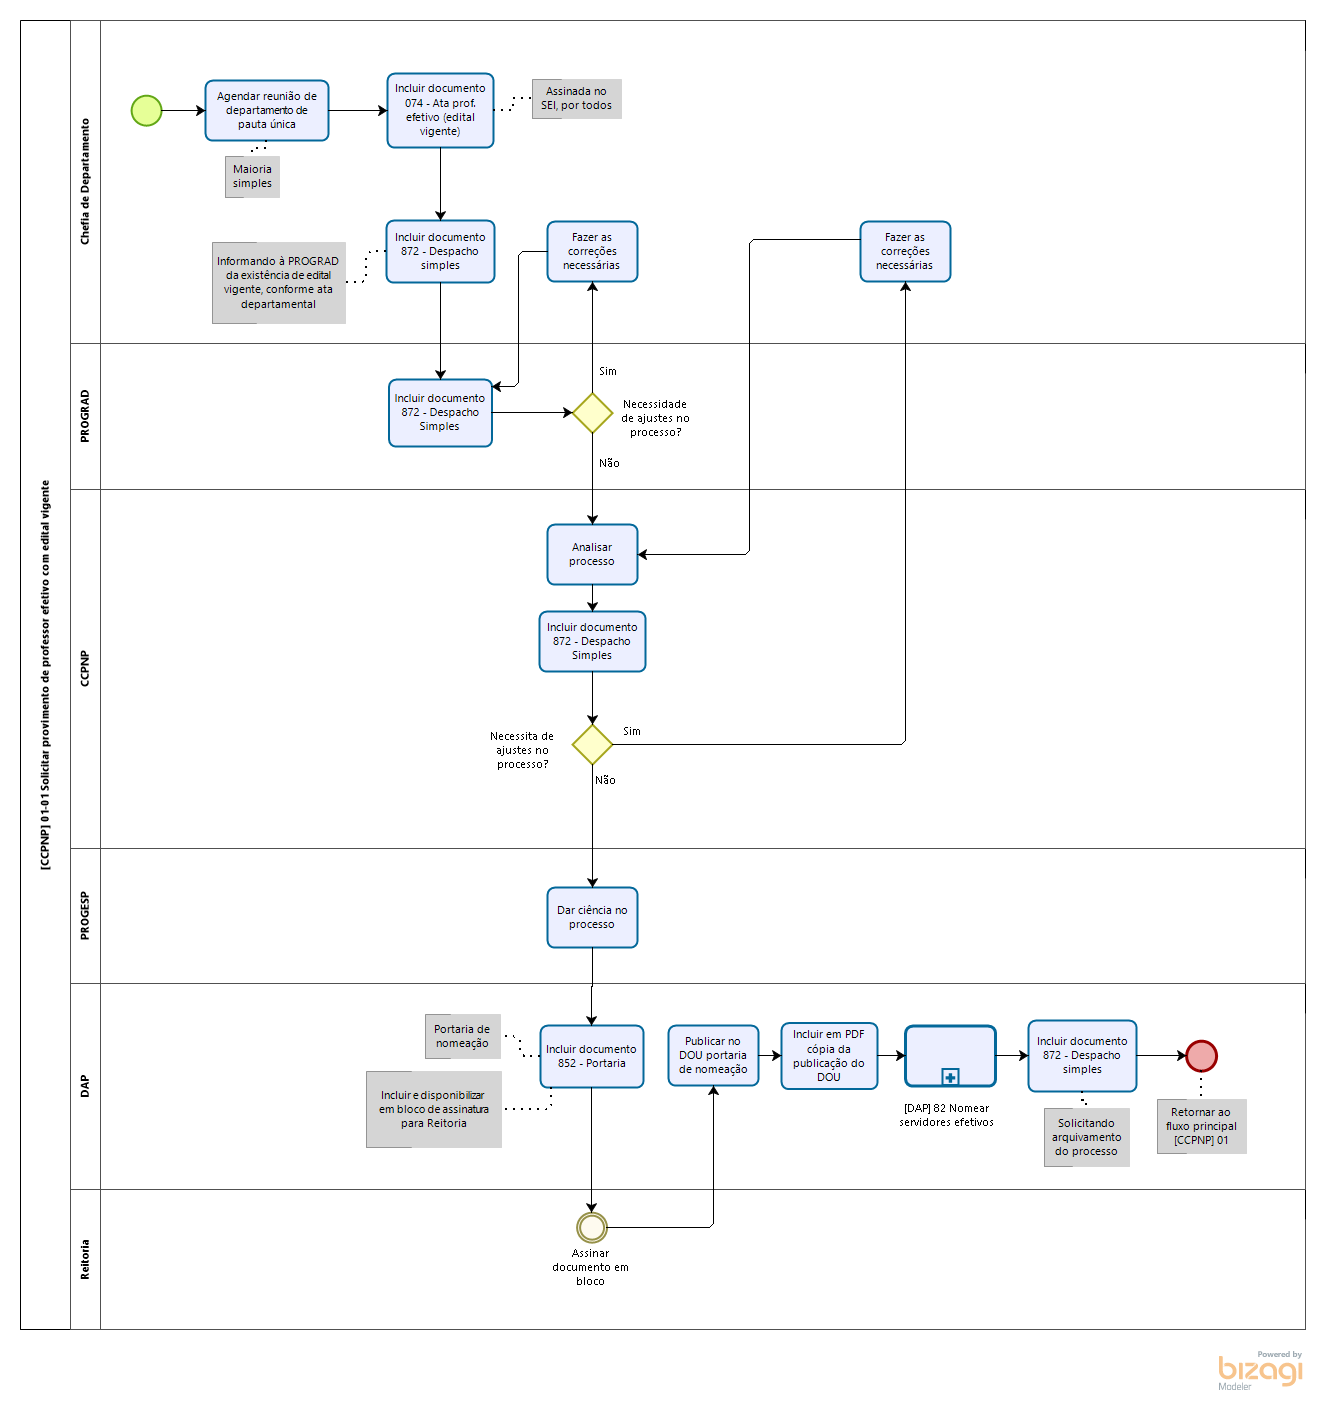 [CCPNP] 01-01 Solicitar provimento de professor efetivo com edital vigente
Chefia de Departamento
Agendar reunião de
departamento de
pauta única
Maioria
simples
Incluir documento
074 - Ata prof.
efetivo (edital
vigente)
Assinada no
SEI, por todos
Incluir documento
872 - Despacho
simples
Informando à PROGRAD
da existência de edital
vigente, conforme ata
departamental
Fazer as
correções
necessárias
Fazer as
correções
necessárias
PROGRAD
Incluir documento
872 - Despacho
Simples
Sim
Necessidade
de ajustes no
processo?
Não
CCPNP
Analisar
processo
Incluir documento
872 - Despacho
Simples
Necessita de
ajustes no
processo?
Sim
Não
PROGESP
Dar ciência no
processo
DAP
Portaria de
nomeação
Incluir e disponibilizar
em bloco de assinatura
para Reitoria
Incluir documento
852 - Portaria
Publicar no
DOU portaria
de nomeação
Incluir em PDF
cópia da
publicação do
DOU
[DAP] 82 Nomear
servidores efetivos
Incluir documento
872 - Despacho
simples
Solicitando
arquivamento
do processo
Retornar ao
fluxo principal
[CCPNP] 01
Reitoria
Assinar
documento em
bloco
Powered by
bizagi
Modeler